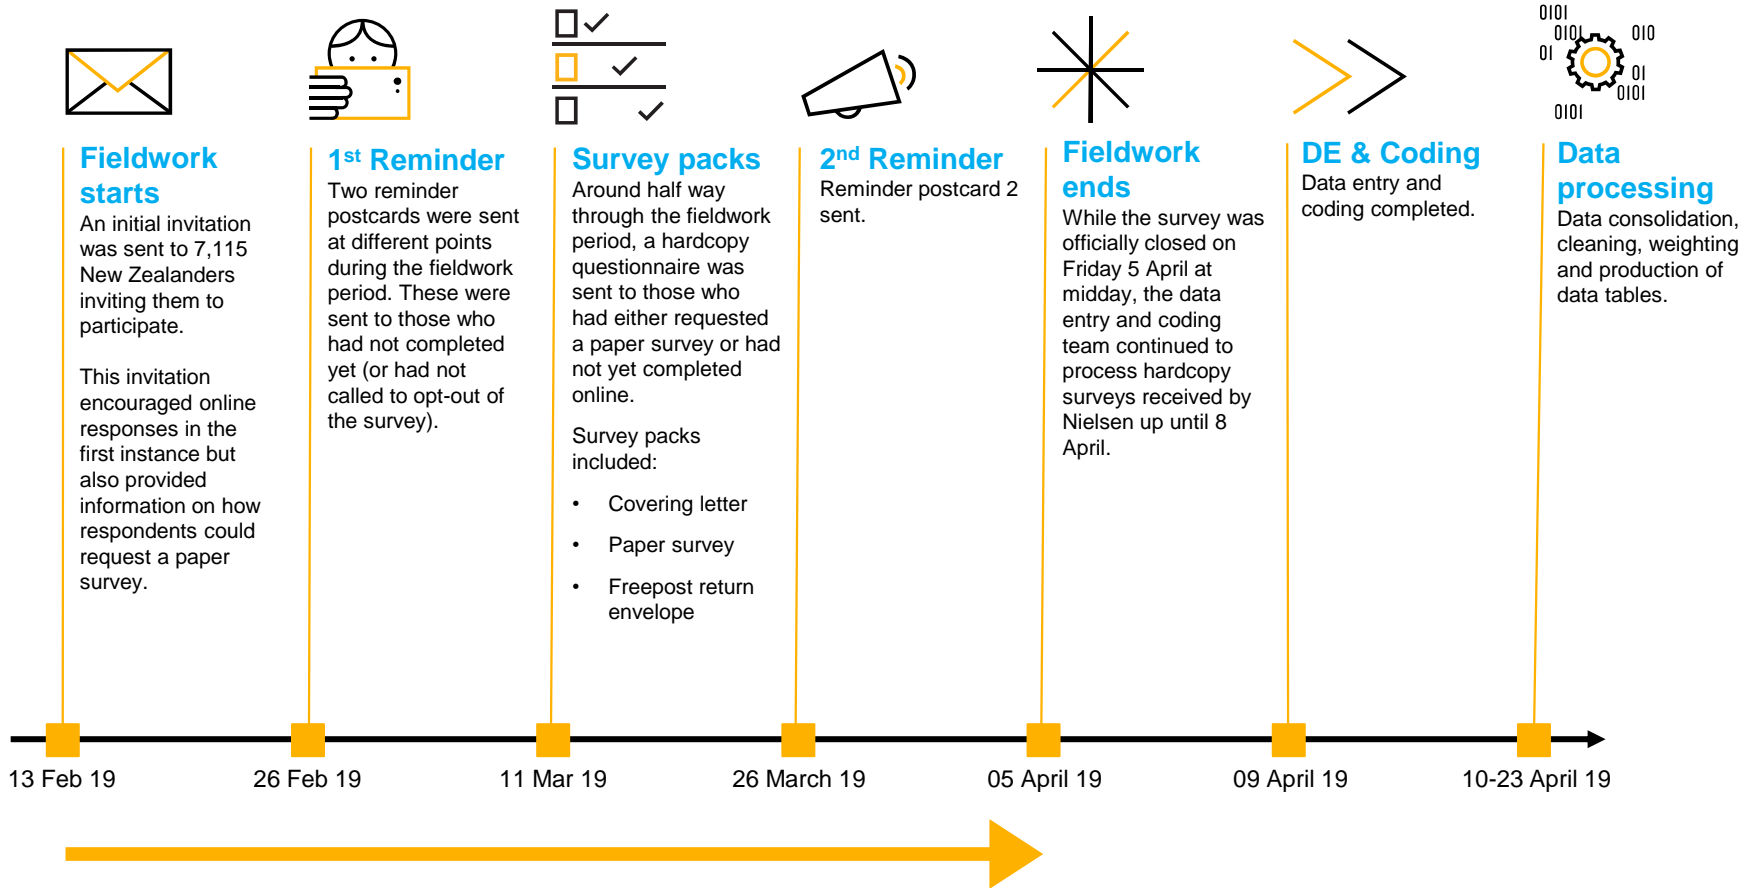 0101
0101
010
01
01
0101
0101
Fieldwork
starts
An initial invitation
was sent to 7,115
New Zealanders
inviting them to
participate.
This invitation
encouraged online
responses in the
first instance but
also provided
information on how
respondents could
request a paper
survey.
1st Reminder
Two reminder
postcards were sent
at different points
during the fieldwork
period. These were
sent to those who
had not completed
yet (or had not
called to opt-out of
the survey).
Survey packs
Around half way
through the fieldwork
period, a hardcopy
questionnaire was
sent to those who
had either requested
a paper survey or had
not yet completed
online.
Survey packs
included:
• Covering letter
• Paper survey
• Freepost return
envelope
2nd Reminder
Reminder postcard 2
sent.
Fieldwork
ends
While the survey was
officially closed on
Friday 5 April at
midday, the data
entry and coding
team continued to
process hardcopy
surveys received by
Nielsen up until 8
April.
DE & Coding
Data entry and
coding completed.
Data
processing
Data consolidation,
cleaning, weighting
and production of
data tables.
13 Feb 19
26 Feb 19
11 Mar 19
26 March 19
05 April 19
09 April 19
10-23 April 19